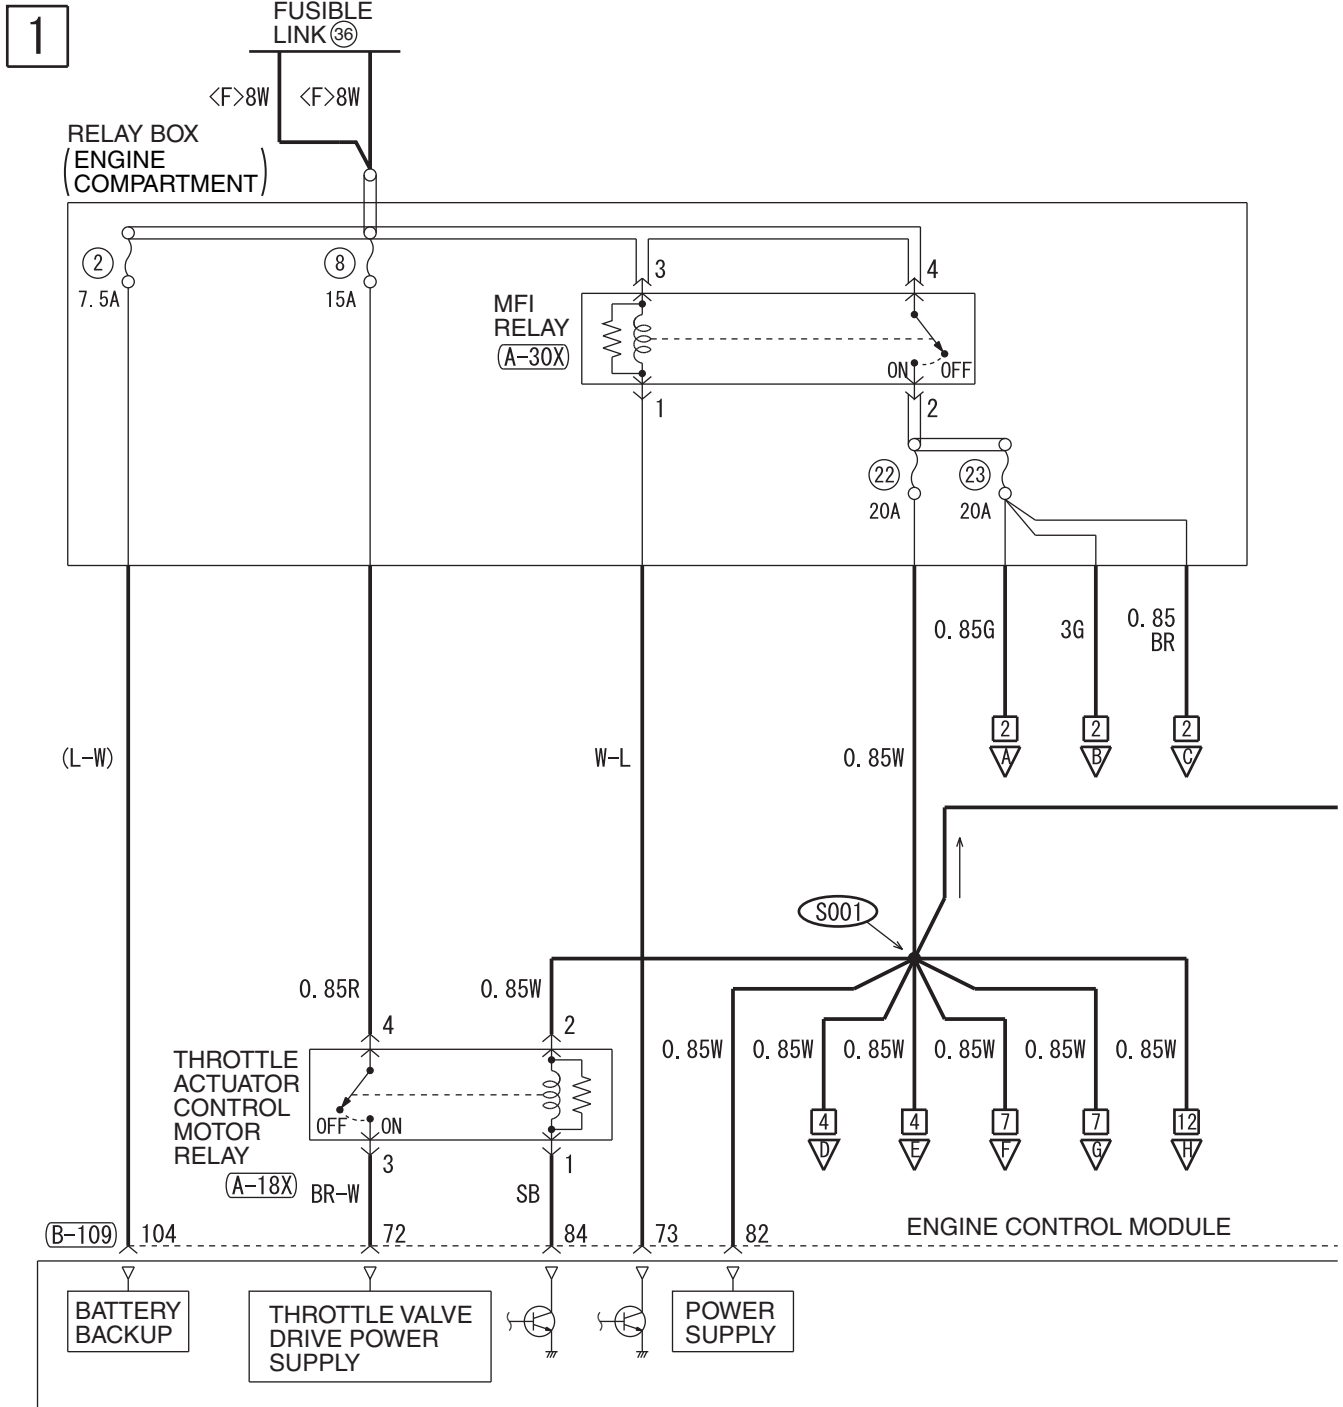 1
FUSIBLE
LINK 36
<F>8W <F>8W
RELAY BOX
(ENGINE
COMPARTMENT)
2
7.5A
8
15A
3
4
MFI
RELAY
A-30X
ON OFF
1
2
22
20A
23
20A
0.85G
3G
0.85
BR
2 2 2
A B C
(L-W)
W-L
0.85W
S001
0.85R
0.85W
4
2
0.85W 0.85W 0.85W 0.85W 0.85W 0.85W
THROTTLE
ACTUATOR
CONTROL
MOTOR
RELAY
A-18X
OFF ON
3
1
BR-W
SB
4 4 7 7 12
D E F G H
B-109 104 72 84 73 82
ENGINE CONTROL MODULE
BATTERY
BACKUP
THROTTLE VALVE
DRIVE POWER
SUPPLY
POWER
SUPPLY